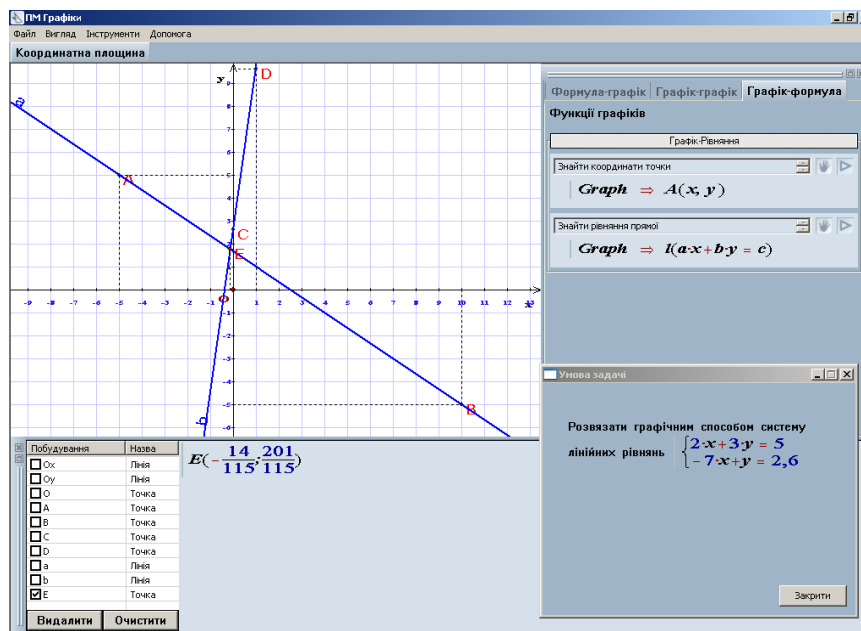 ПМ Графіки
Файл Вигляд Інструменти Допомога
Координатна площина
y
D
9
8
a
7
6
5
A
4
3
C
2
E
1
-9 -8 -7 -6 -5 -4 -3 -2 -1 O 1 2 3 4 5 6 7 8 9 10 11 12 13
x
-1
-2
-3
-4
-5
B
b
-6
Формула-графік Графік-графік Графік-формула
Функції графіків
Графік-Рівняння
Знайти координати точки
Graph ⇒ A(x, y)
Знайти рівняння прямої
Graph ⇒ l(a·x+b·y = c)
Умова задачі
Розвязати графічним способом систему
лінійних рівнянь { 2·x+3·y = 5
-7·x+y = 2,6
Закрити
Побудування Назва
Ox Лінія
Oy Лінія
O Точка
A Точка
B Точка
C Точка
D Точка
a Лінія
b Лінія
E Точка
Видалити Очистити
E(-14/115;201/115)